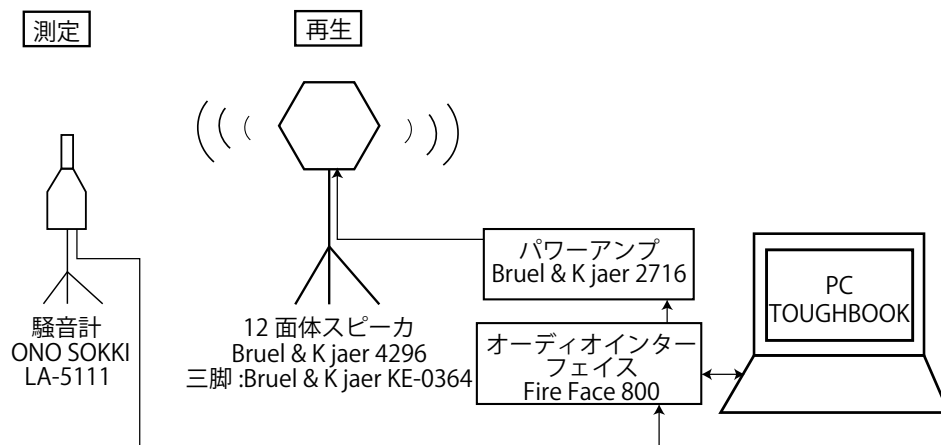 測定
再生
騒音計
ONO SOKKI
LA-5111
12 面体スピーカ
Bruel & K jaer 4296
三脚 :Bruel & K jaer KE-0364
パワーアンプ
Bruel & K jaer 2716
オーディオインター
フェイス
Fire Face 800
PC
TOUGHBOOK